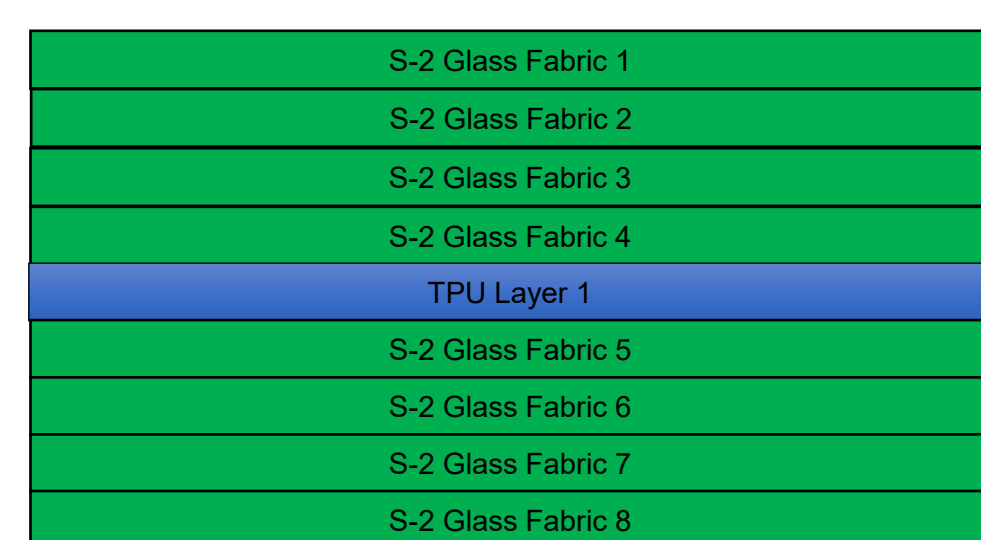 S-2 Glass Fabric 1
S-2 Glass Fabric 2
S-2 Glass Fabric 3
S-2 Glass Fabric 4
TPU Layer 1
S-2 Glass Fabric 5
S-2 Glass Fabric 6
S-2 Glass Fabric 7
S-2 Glass Fabric 8